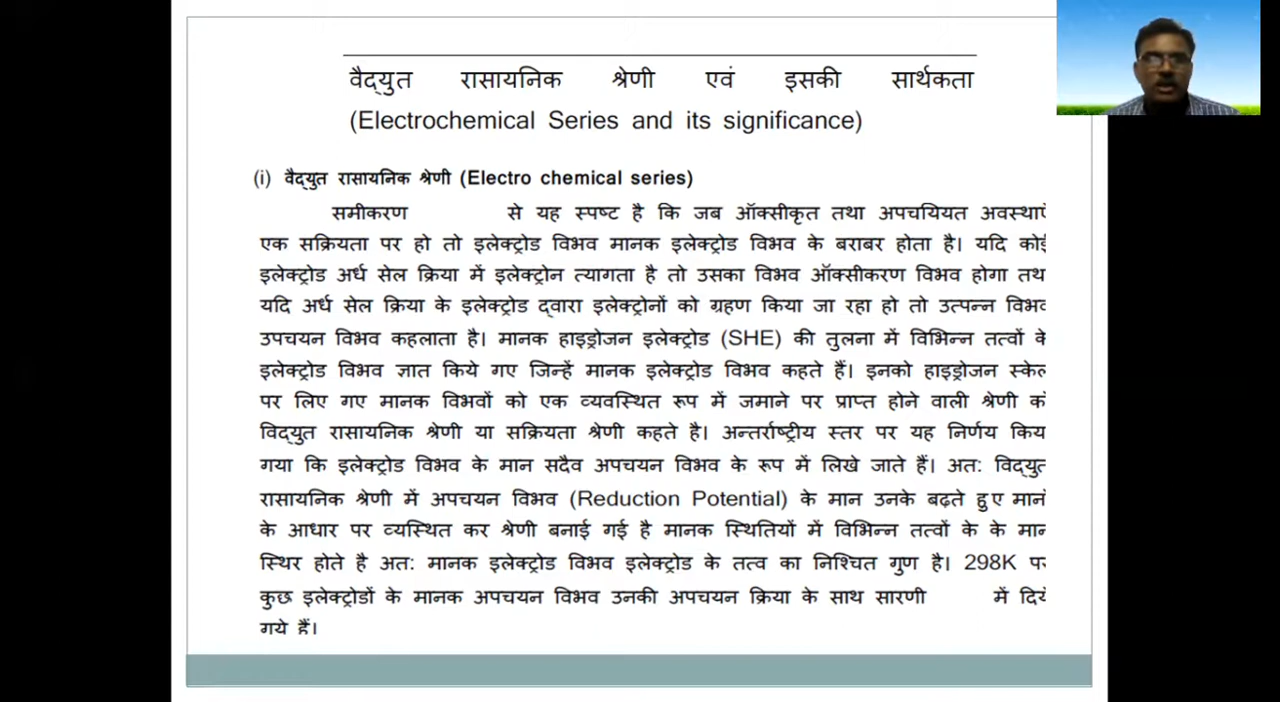 वैद्युत रासायनिक श्रेणी एवं इसकी सार्थकता
(Electrochemical Series and its significance)
(i) वैद्युत रासायनिक श्रेणी (Electro chemical series)
समीकरण से यह स्पष्ट है कि जब ऑक्सीकृत तथा अपचयियत अवस्थाएं
एक सक्रियता पर हो तो इलेक्ट्रोड विभव मानक इलेक्ट्रोड विभव के बराबर होता है। यदि कोई
इलेक्ट्रोड अर्ध सेल क्रिया में इलेक्ट्रोन त्यागता है तो उसका विभव ऑक्सीकरण विभव होगा तथा
यदि अर्ध सेल क्रिया के इलेक्ट्रोड द्वारा इलेक्ट्रोनों को ग्रहण किया जा रहा हो तो उत्पन्न विभव
उपचयन विभव कहलाता है। मानक हाइड्रोजन इलेक्ट्रोड (SHE) की तुलना में विभिन्न तत्वों के
इलेक्ट्रोड विभव ज्ञात किये गए जिन्हें मानक इलेक्ट्रोड विभव कहते हैं। इनको हाइड्रोजन स्केल
पर लिए गए मानक विभवों को एक व्यवस्थित रूप में जमाने पर प्राप्त होने वाली श्रेणी को
विद्युत रासायनिक श्रेणी या सक्रियता श्रेणी कहते है। अन्तर्राष्ट्रीय स्तर पर यह निर्णय किया
गया कि इलेक्ट्रोड विभव के मान सदैव अपचयन विभव के रूप में लिखे जाते हैं। अत: विद्युत
रासायनिक श्रेणी में अपचयन विभव (Reduction Potential) के मान उनके बढ़ते हुए मानों
के आधार पर व्यस्थित कर श्रेणी बनाई गई है मानक स्थितियों में विभिन्न तत्वों के के मान
स्थिर होते है अत: मानक इलेक्ट्रोड विभव इलेक्ट्रोड के तत्व का निश्चित गुण है। 298K पर
कुछ इलेक्ट्रोडों के मानक अपचयन विभव उनकी अपचयन क्रिया के साथ सारणी में दिये
गये हैं।